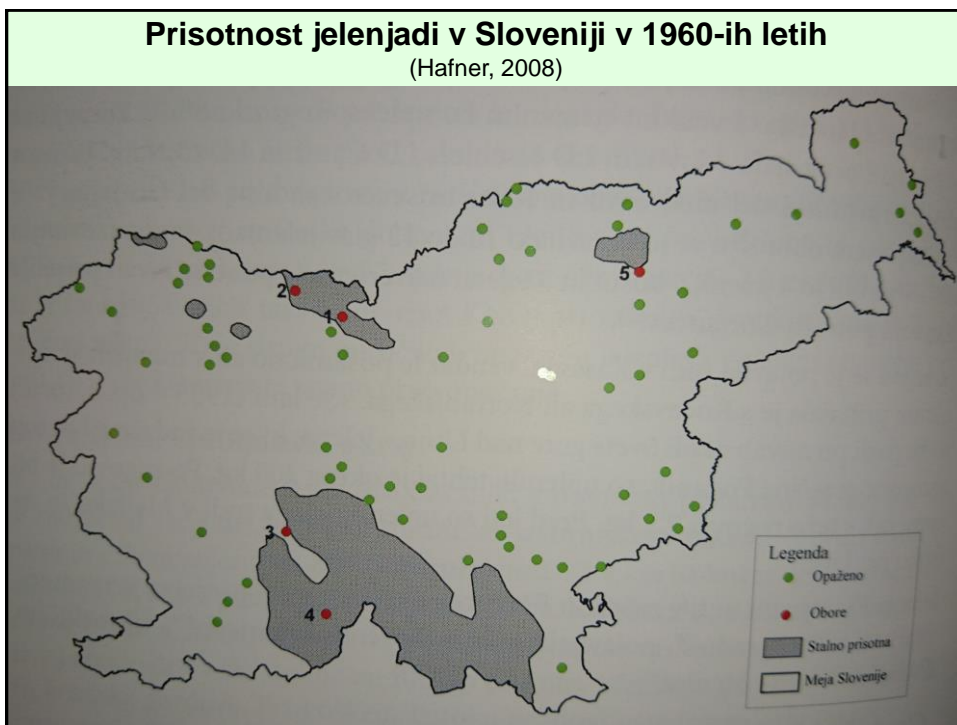 Prisotnost jelenjadi v Sloveniji v 1960-ih letih
(Hafner, 2008)
5
2
1
3
4
Legenda
Opaženo
Obore
Stalno prisotna
Meja Slovenije